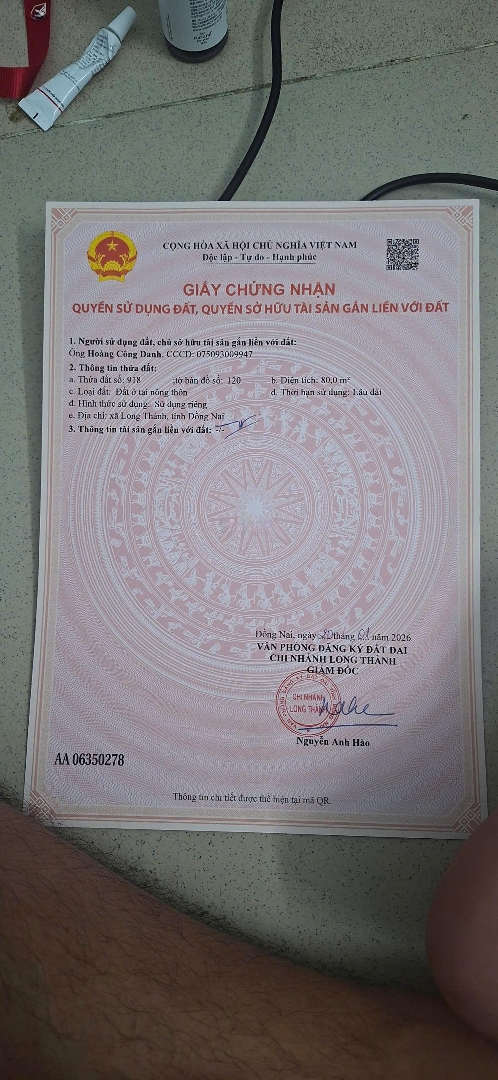 CỘNG HÒA XÃ HỘI CHỦ NGHĨA VIỆT NAM
Độc lập - Tự do - Hạnh phúc
GIẤY CHỨNG NHẬN
QUYỀN SỬ DỤNG ĐẤT, QUYỀN SỞ HỮU TÀI SẢN GẮN LIỀN VỚI ĐẤT
1. Người sử dụng đất, chủ sở hữu tài sản gắn liền với đất:
Ông Hoàng Công Danh, CCCD: 075093009947
2. Thông tin thửa đất:
a. Thửa đất số: 918 ;tờ bản đồ số: 120 b. Diện tích: 80,0 m²
c. Loại đất: Đất ở tại nông thôn d. Thời hạn sử dụng: Lâu dài
đ. Hình thức sử dụng: Sử dụng riêng
e. Địa chỉ: xã Long Thành, tỉnh Đồng Nai
3. Thông tin tài sản gắn liền với đất: -/-
Đồng Nai, ngày 20 tháng 01 năm 2026
VĂN PHÒNG ĐĂNG KÝ ĐẤT ĐAI
CHI NHÁNH LONG THÀNH
GIÁM ĐỐC
CHI NHÁNH
LONG THÀNH
Nguyễn Anh Hào
AA 06350278
Thông tin chi tiết được thể hiện tại mã QR.